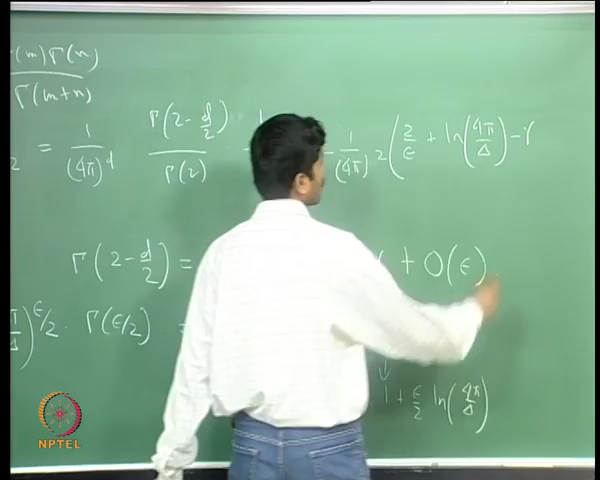 (m)Γ(n) / Γ(m+n)
2 = 1/(4π)^d Γ(2 - d/2) / Γ(2) 1/(4π)^2 (2/ε + ln(4π/Δ) - γ
Γ(2 - d/2) = + O(ε)
π/Δ)^(ε/2) · Γ(ε/2)
1 + ε/2 ln(4π/Δ)
NPTEL